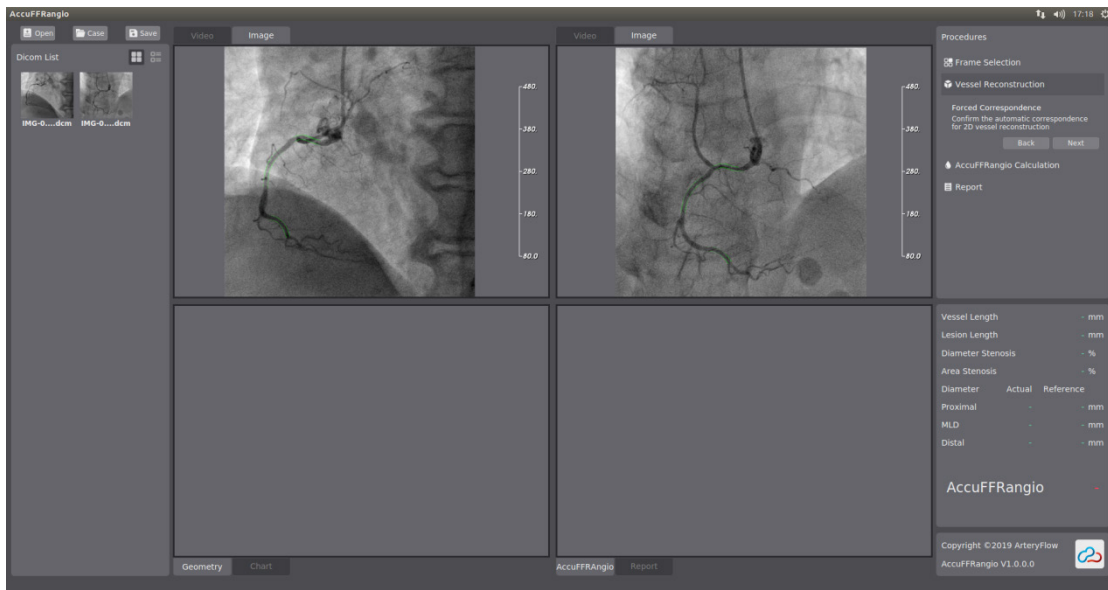 AccuFFRangio
17:18
Open Case Save
Dicom List
IMG-0....dcm IMG-0....dcm
Video Image
480.
380.
280.
180.
80.0
Video Image
480.
380.
280.
180.
80.0
Geometry Chart
AccuFFRAngio Report
Procedures
Frame Selection
Vessel Reconstruction
Forced Correspondence
Confirm the automatic correspondence
for 2D vessel reconstruction
Back Next
AccuFFRangio Calculation
Report
Vessel Length - mm
Lesion Length - mm
Diameter Stenosis - %
Area Stenosis - %
Diameter Actual Reference
Proximal - - mm
MLD - - mm
Distal - - mm
AccuFFRangio -
Copyright ©2019 ArteryFlow
AccuFFRangio V1.0.0.0